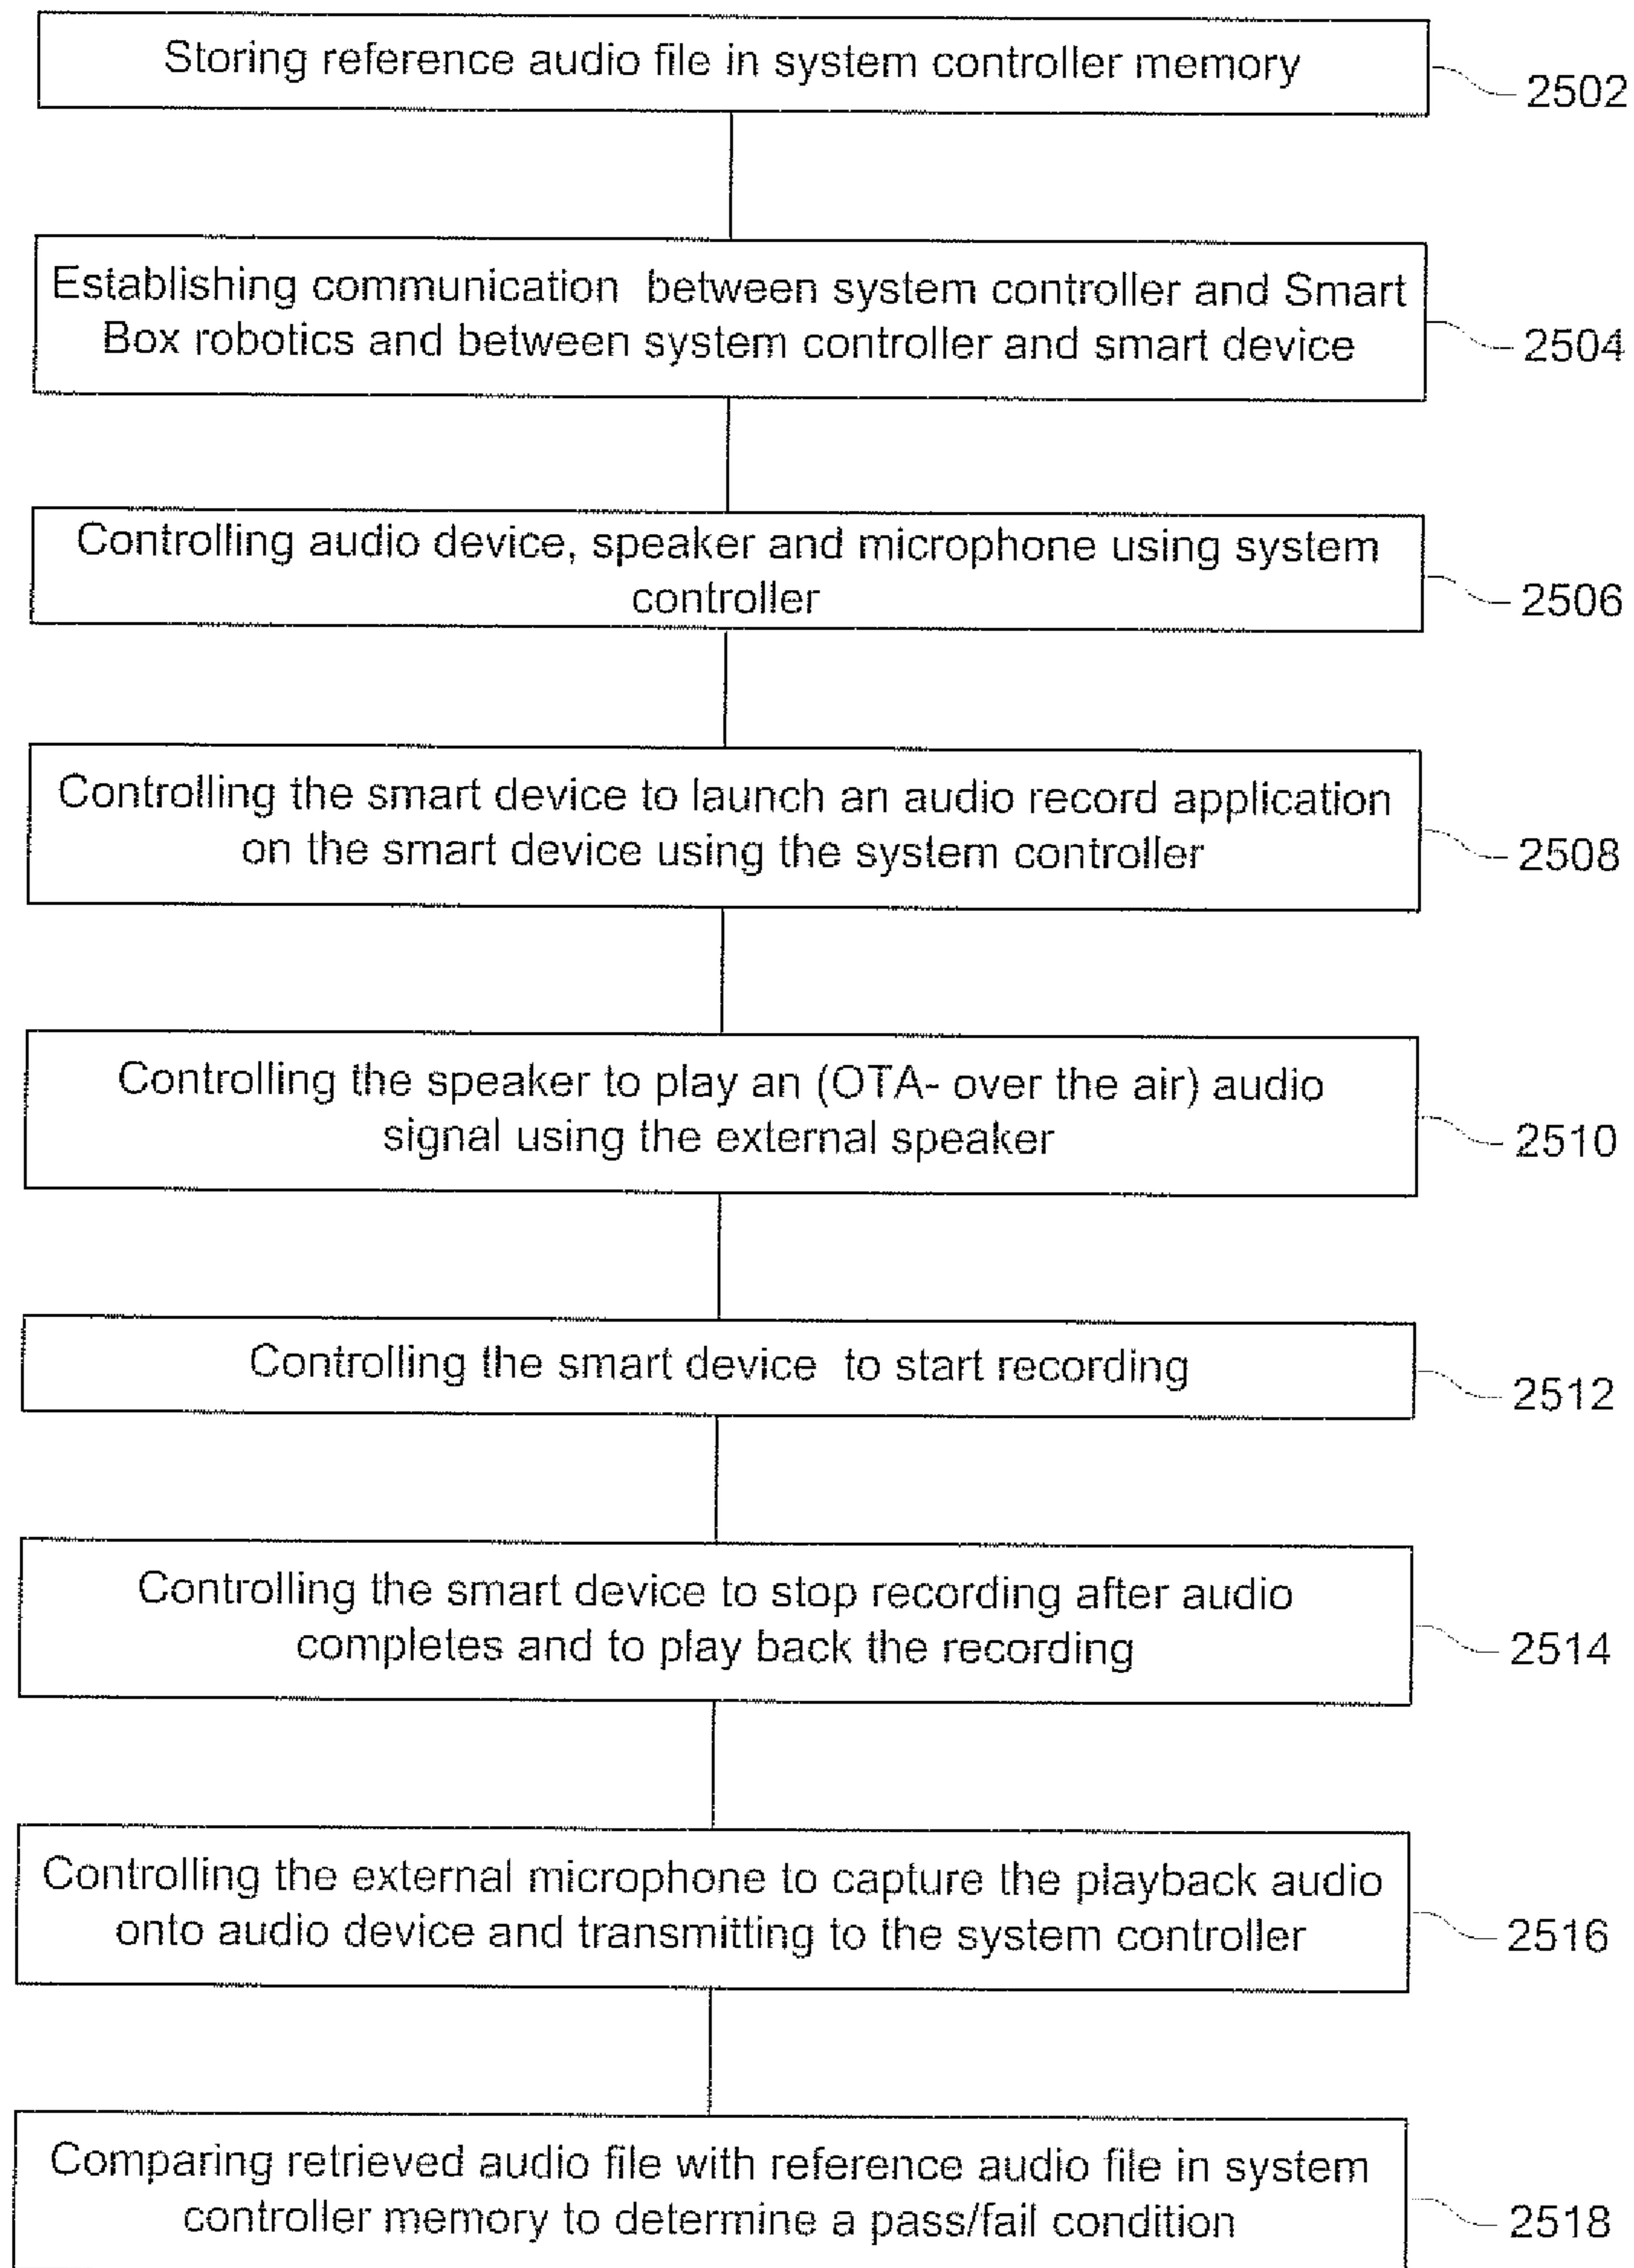 Storing reference audio file in system controller memory
2502
Establishing communication between system controller and Smart
Box robotics and between system controller and smart device
2504
Controlling audio device, speaker and microphone using system
controller
2506
Controlling the smart device to launch an audio record application
on the smart device using the system controller
2508
Controlling the speaker to play an (OTA- over the air) audio
signal using the external speaker
2510
Controlling the smart device to start recording
2512
Controlling the smart device to stop recording after audio
completes and to play back the recording
2514
Controlling the external microphone to capture the playback audio
onto audio device and transmitting to the system controller
2516
Comparing retrieved audio file with reference audio file in system
controller memory to determine a pass/fail condition
2518